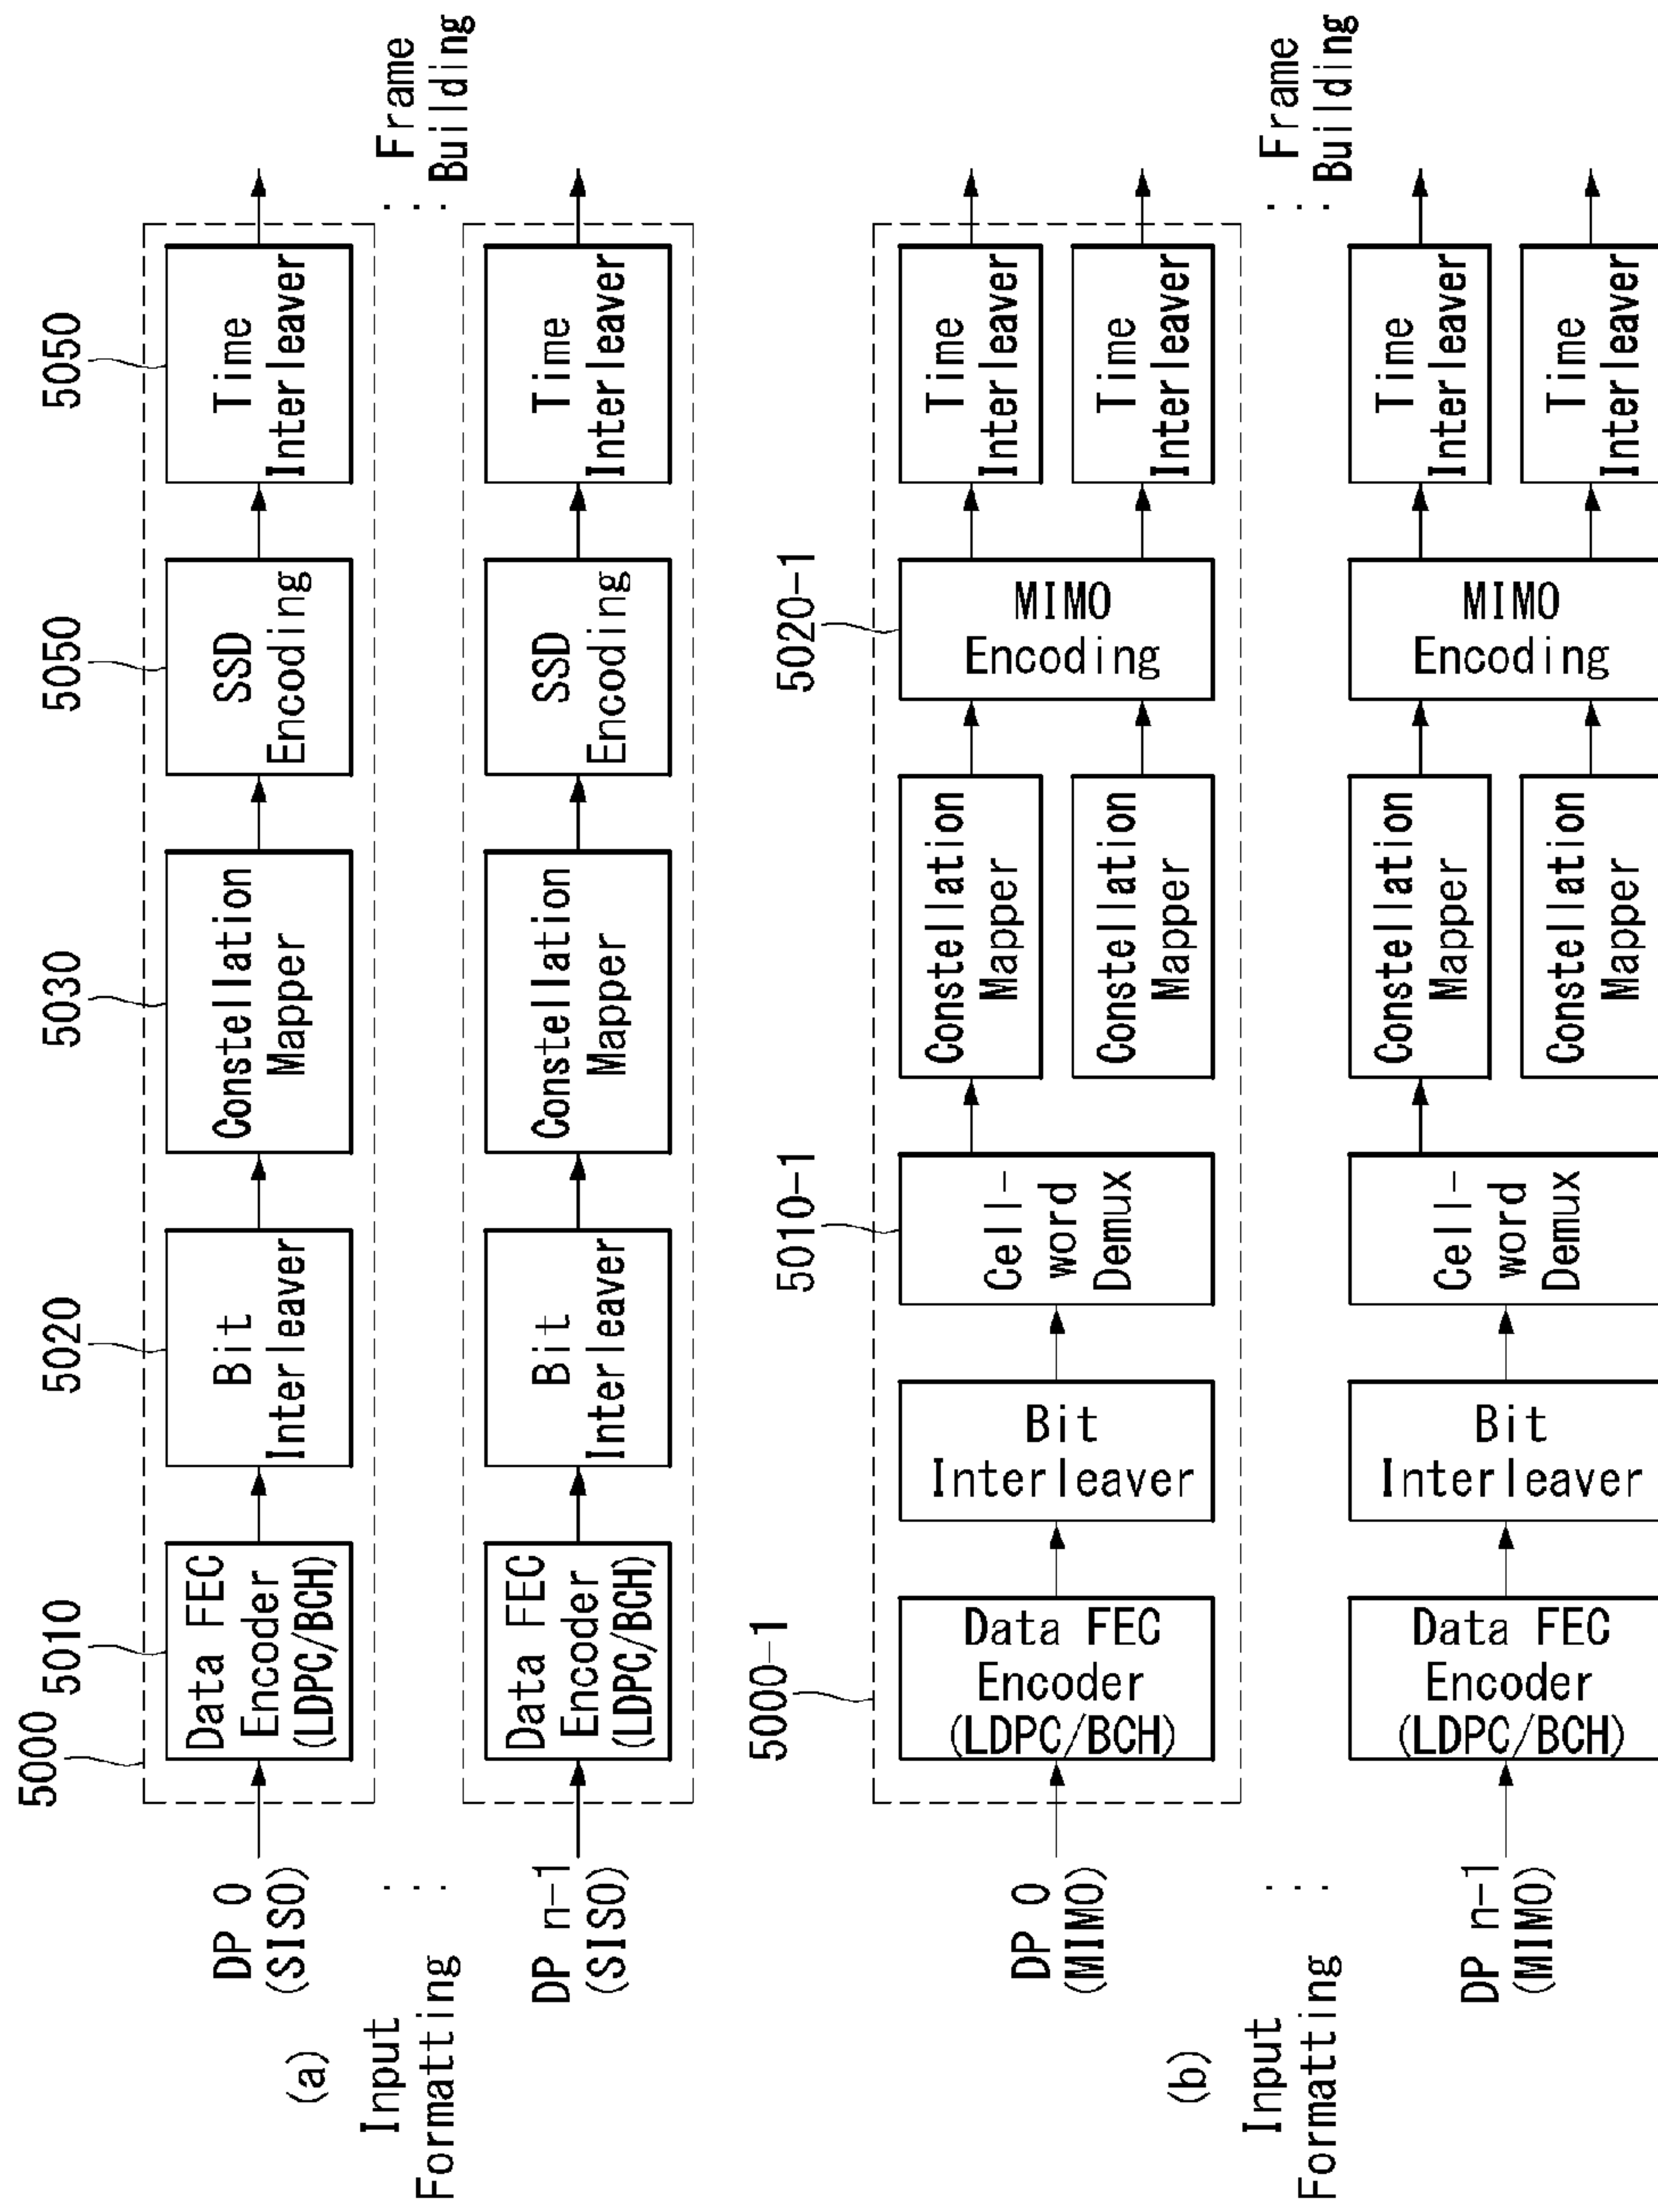 (a)
Input
Formatting
DP 0
(SISO)
...
DP n-1
(SISO)
5000
5010
5020
5030
5050
5050
Data FEC
Encoder
(LDPC/BCH)
Bit
Interleaver
Constellation
Mapper
SSD
Encoding
Time
Interleaver
Data FEC
Encoder
(LDPC/BCH)
Bit
Interleaver
Constellation
Mapper
SSD
Encoding
Time
Interleaver
...
Frame
Building
(b)
Input
Formatting
DP 0
(MIMO)
...
DP n-1
(MIMO)
5000-1
5010-1
5020-1
Data FEC
Encoder
(LDPC/BCH)
Bit
Interleaver
Cell-
word
Demux
Constellation
Mapper
Constellation
Mapper
MIMO
Encoding
Time
Interleaver
Time
Interleaver
Data FEC
Encoder
(LDPC/BCH)
Bit
Interleaver
Cell-
word
Demux
Constellation
Mapper
Constellation
Mapper
MIMO
Encoding
Time
Interleaver
Time
Interleaver
...
Frame
Building